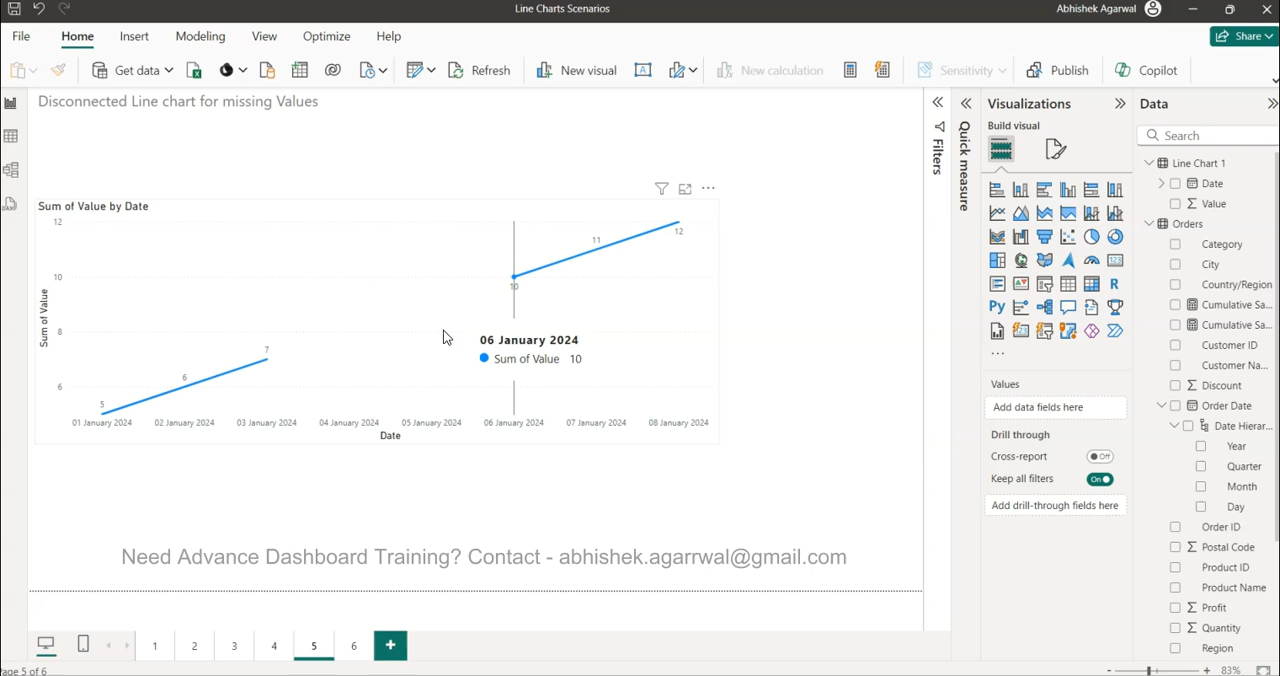 Line Charts Scenarios
Abhishek Agarwal
File Home Insert Modeling View Optimize Help
Share
Get data Refresh New visual New calculation Sensitivity Publish Copilot
Disconnected Line chart for missing Values
Sum of Value by Date
12
10
8
6
Sum of Value
5
6
7
10
11
12
06 January 2024
Sum of Value 10
01 January 2024 02 January 2024 03 January 2024 04 January 2024 05 January 2024 06 January 2024 07 January 2024 08 January 2024
Date
Need Advance Dashboard Training? Contact - abhishek.agarrwal@gmail.com
Filters
Quick measure
Visualizations
Build visual
R
Py
123
...
Values
Add data fields here
Drill through
Cross-report Off
Keep all filters On
Add drill-through fields here
Data
Search
Line Chart 1
Date
Σ Value
Orders
Category
City
Country/Region
Cumulative Sa...
Cumulative Sa...
Customer ID
Customer Na...
Σ Discount
Order Date
Date Hierar...
Year
Quarter
Month
Day
Order ID
Σ Postal Code
Product ID
Product Name
Σ Profit
Σ Quantity
Region
1 2 3 4 5 6 +
age 5 of 6
- + 83%